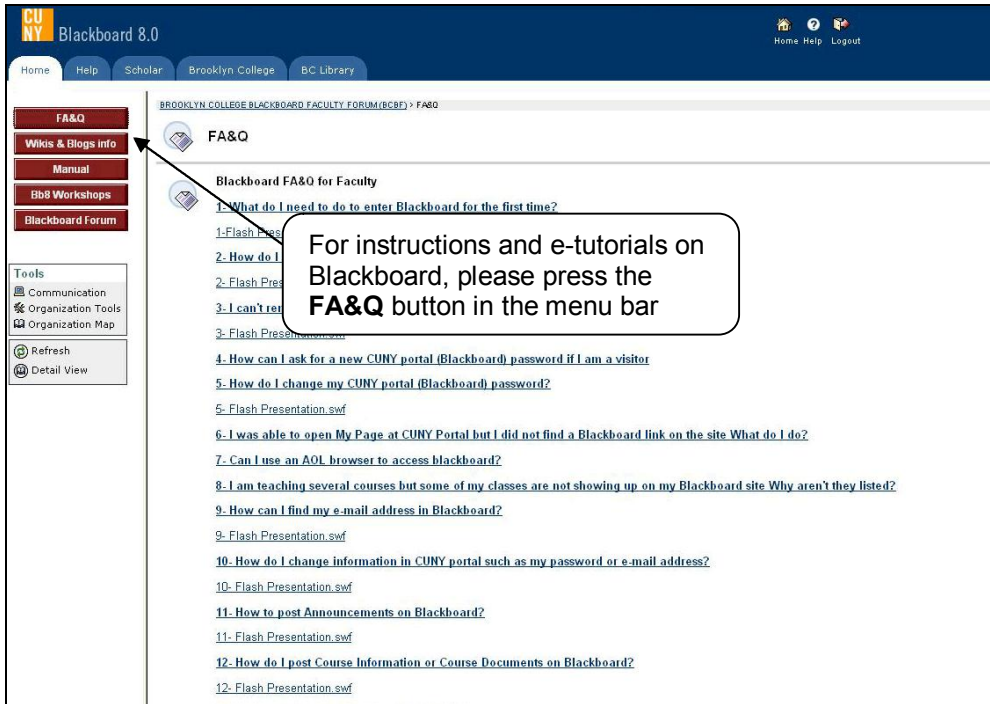 CU
NY Blackboard 8.0
Home Help Logout
Home Help Scholar Brooklyn College BC Library
BROOKLYN COLLEGE BLACKBOARD FACULTY FORUM(BCBF) > FA&Q
FA&Q
Wikis & Blogs info
Manual
Bb8 Workshops
Blackboard Forum
Tools
Communication
Organization Tools
Organization Map
Refresh
Detail View
FA&Q
Blackboard FA&Q for Faculty
1- What do I need to do to enter Blackboard for the first time?
1-Flash
2- How do I
2- Flash
3- I can't
3- Flash
For instructions and e-tutorials on
Blackboard, please press the
FA&Q button in the menu bar
4- How can I ask for a new CUNY portal (Blackboard) password if I am a visitor
5- How do I change my CUNY portal (Blackboard) password?
5- Flash Presentation.swf
6- I was able to open My Page at CUNY Portal but I did not find a Blackboard link on the site What do I do?
7- Can I use an AOL browser to access blackboard?
8- I am teaching several courses but some of my classes are not showing up on my Blackboard site Why aren't they listed?
9- How can I find my e-mail address in Blackboard?
9- Flash Presentation.swf
10- How do I change information in CUNY portal such as my password or e-mail address?
10- Flash Presentation.swf
11- How to post Announcements on Blackboard?
11- Flash Presentation.swf
12- How do I post Course Information or Course Documents on Blackboard?
12- Flash Presentation.swf